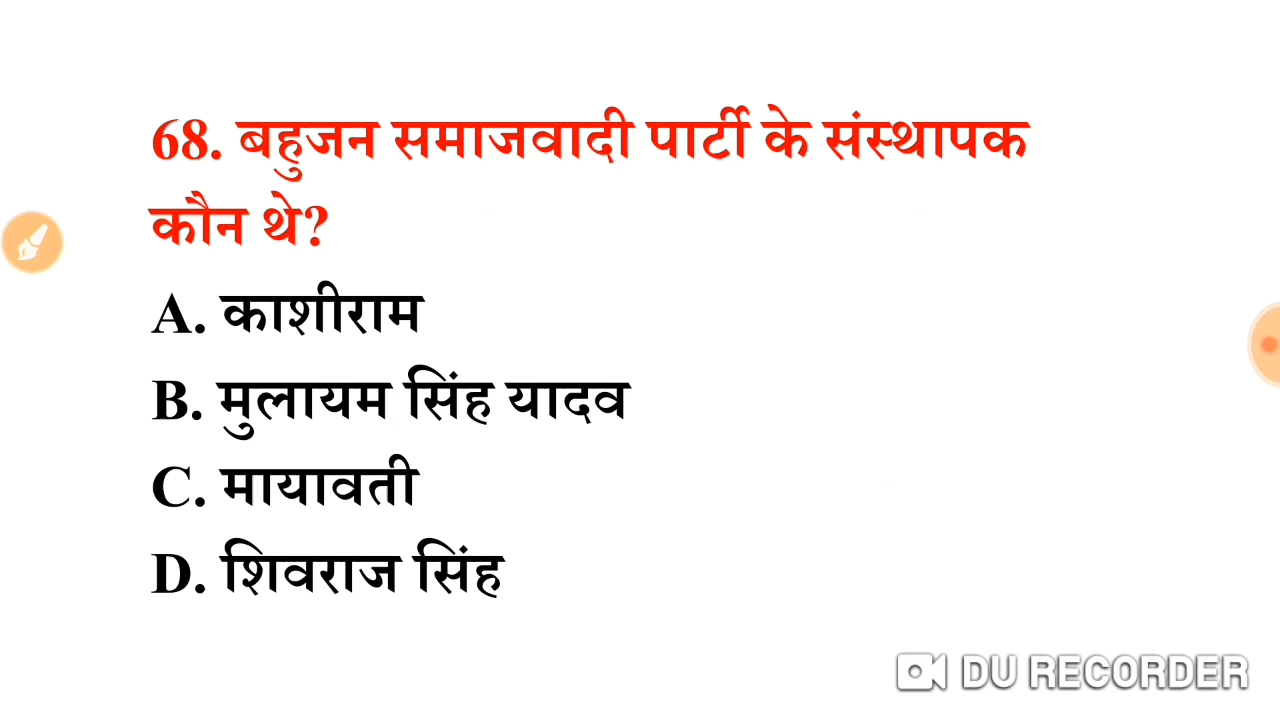 68. बहुजन समाजवादी पार्टी के संस्थापक
कौन थे?
A. काशीराम
B. मुलायम सिंह यादव
C. मायावती
D. शिवराज सिंह
DU RECORDER